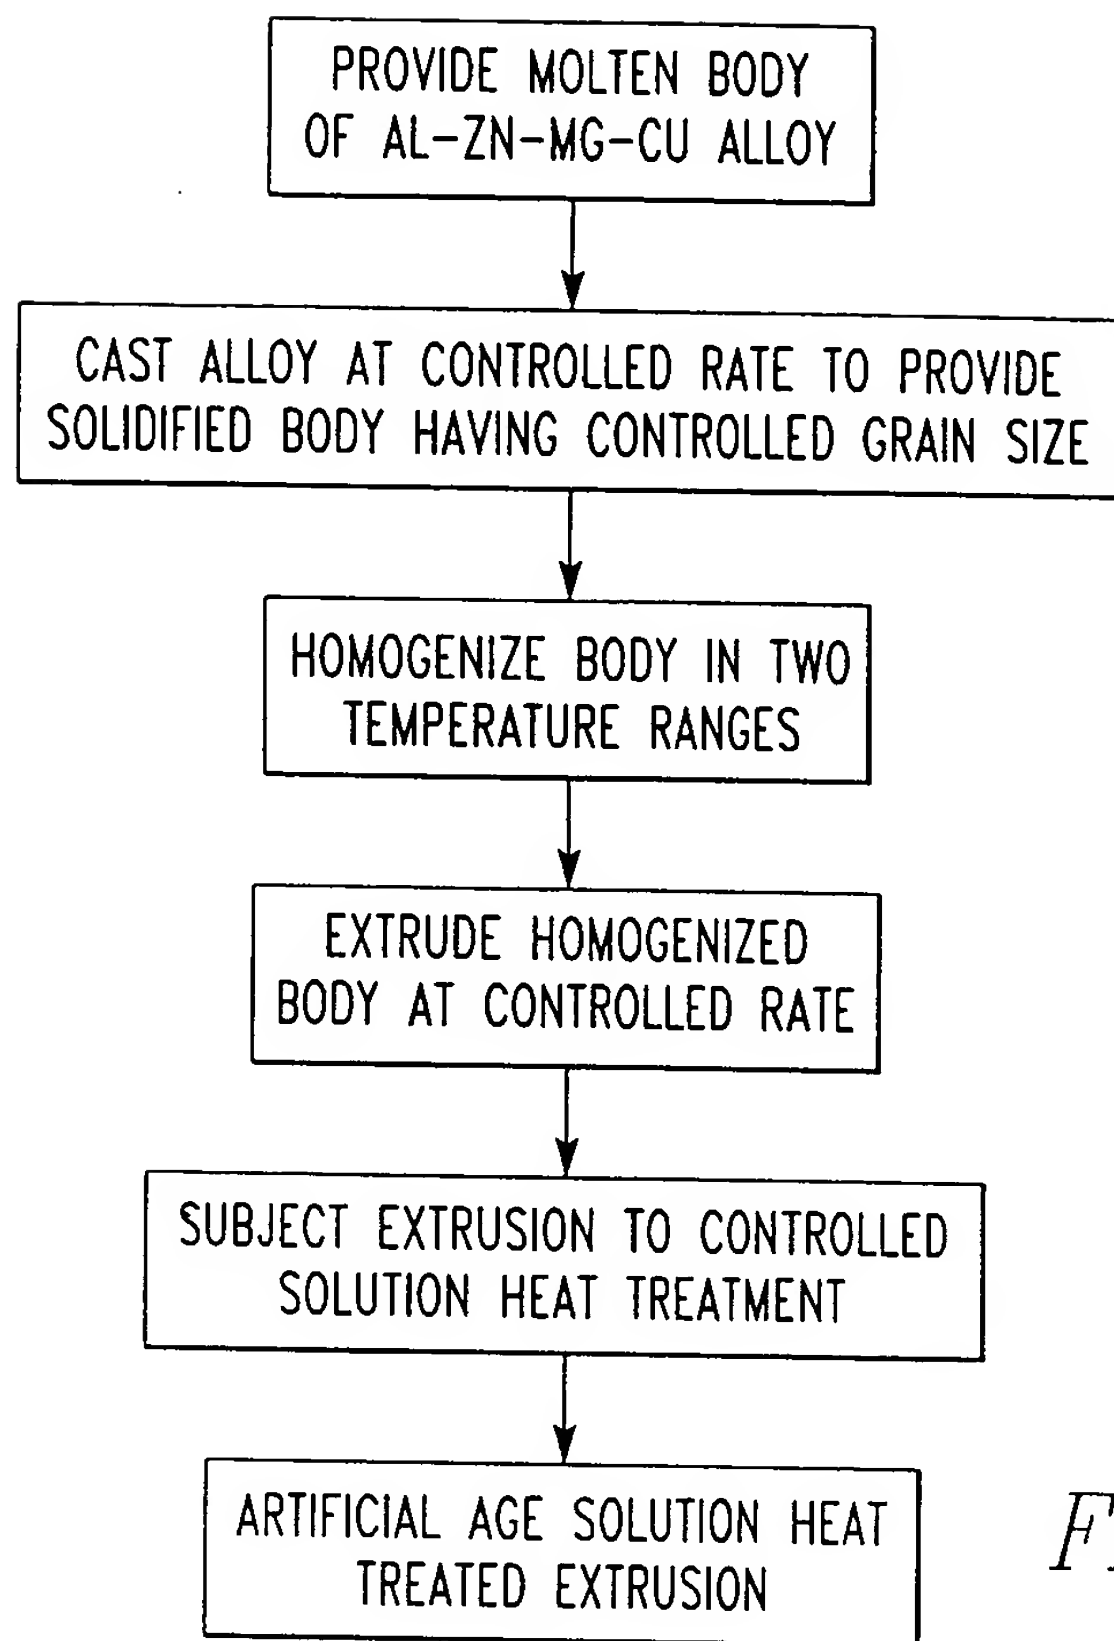 PROVIDE MOLTEN BODY
OF AL-ZN-MG-CU ALLOY
CAST ALLOY AT CONTROLLED RATE TO PROVIDE
SOLIDIFIED BODY HAVING CONTROLLED GRAIN SIZE
HOMOGENIZE BODY IN TWO
TEMPERATURE RANGES
EXTRUDE HOMOGENIZED
BODY AT CONTROLLED RATE
SUBJECT EXTRUSION TO CONTROLLED
SOLUTION HEAT TREATMENT
ARTIFICIAL AGE SOLUTION HEAT
TREATED EXTRUSION